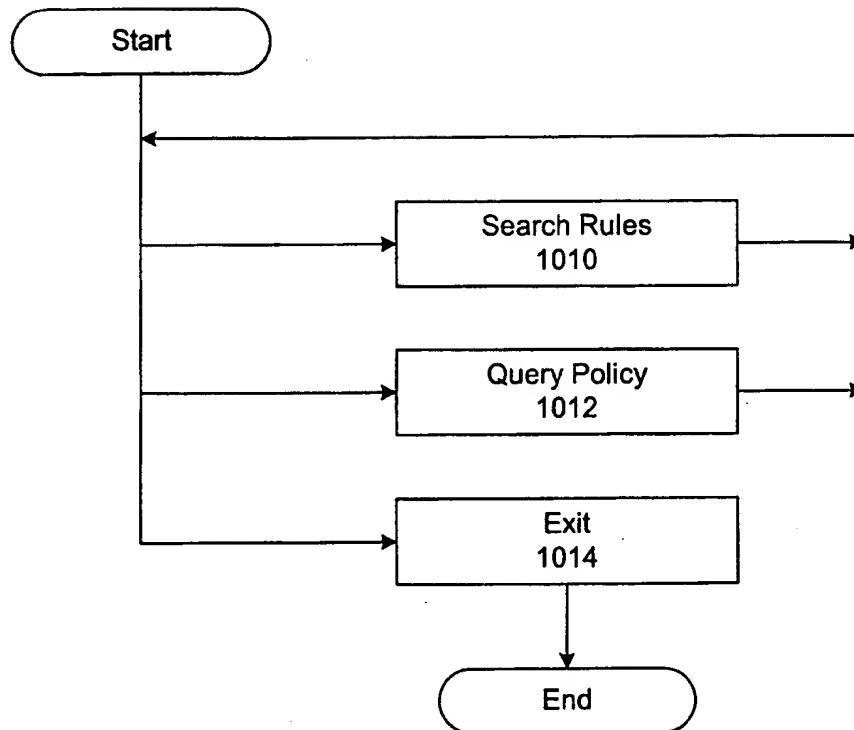 Start
Search Rules
1010
Query Policy
1012
Exit
1014
End